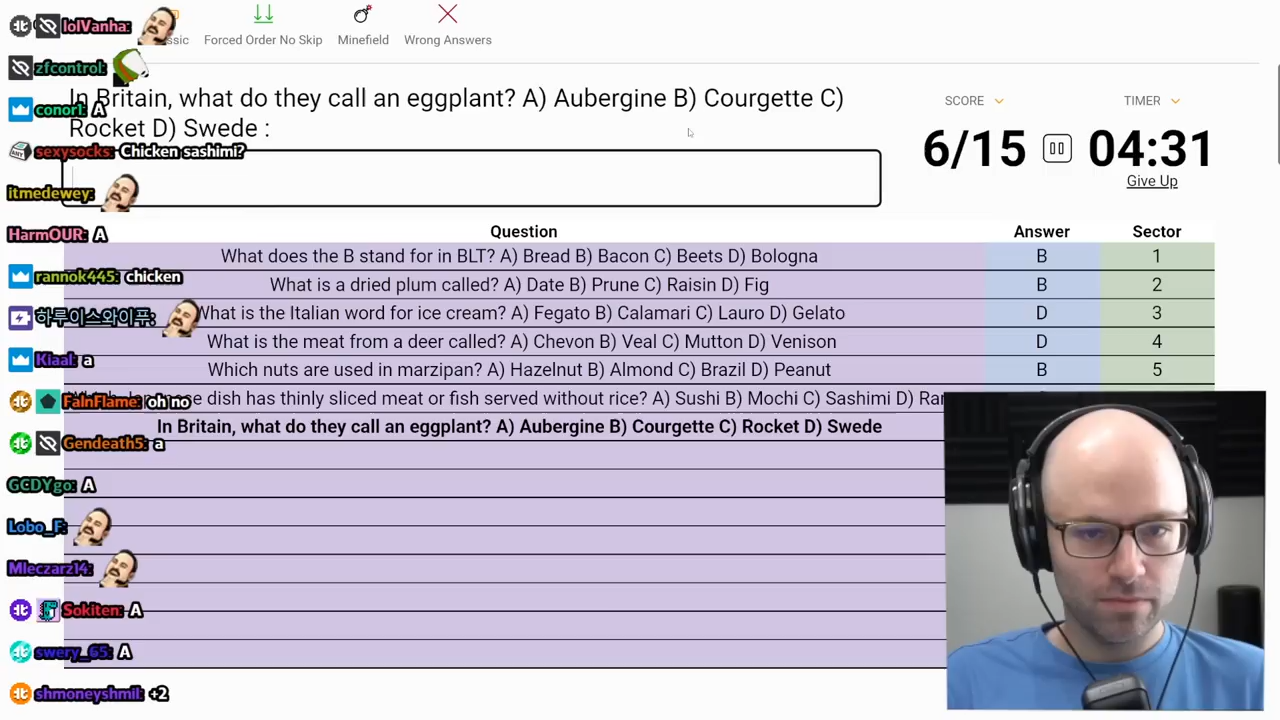 lolVanha:
ssic
Forced Order No Skip
Minefield
Wrong Answers
zfcontrol:
In Britain, what do they call an eggplant? A) Aubergine B) Courgette C)
Rocket D) Swede :
SCORE
TIMER
conor1: A
6/15
04:31
Give Up
sexysocks: Chicken sashimi?
itmedewey:
HarmOUR: A
Question
Answer
Sector
What does the B stand for in BLT? A) Bread B) Bacon C) Beets D) Bologna
B
1
rannok445: chicken
What is a dried plum called? A) Date B) Prune C) Raisin D) Fig
B
2
하루이스와이푸:
What is the Italian word for ice cream? A) Fegato B) Calamari C) Lauro D) Gelato
D
3
What is the meat from a deer called? A) Chevon B) Veal C) Mutton D) Venison
D
4
Kiaal: a
Which nuts are used in marzipan? A) Hazelnut B) Almond C) Brazil D) Peanut
B
5
FaInFlame: oh no
e dish has thinly sliced meat or fish served without rice? A) Sushi B) Mochi C) Sashimi D) Ra
In Britain, what do they call an eggplant? A) Aubergine B) Courgette C) Rocket D) Swede
Gendeath5: a
GCDYgo: A
Lobo_F:
Mleczarz14:
Sokiten: A
swery_65: A
shmoneyshmil: +2